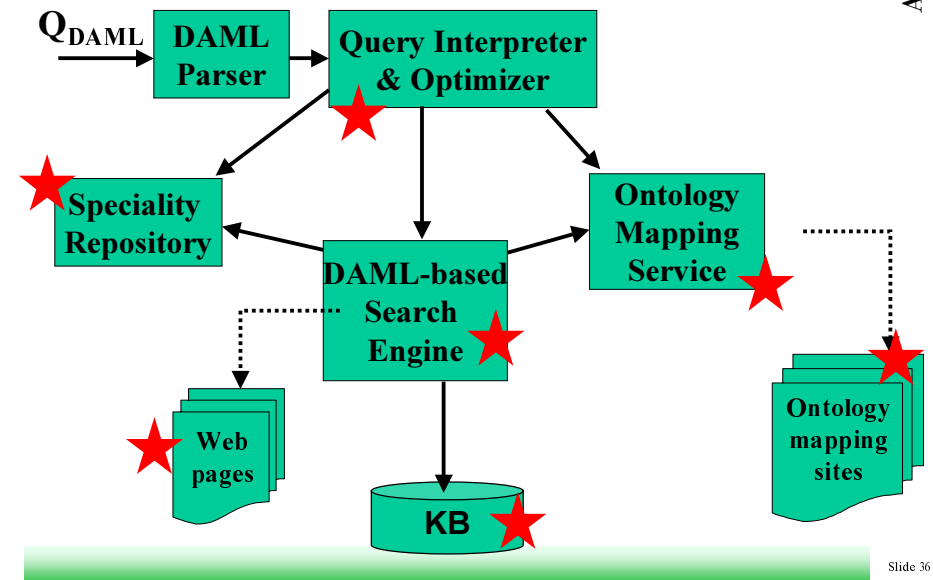 Q DAML
DAML
Parser
Query Interpreter
& Optimizer
A
Speciality
Repository
Ontology
Mapping
Service
DAML-based
Search
Engine
Web
pages
Ontology
mapping
sites
KB
Slide 36